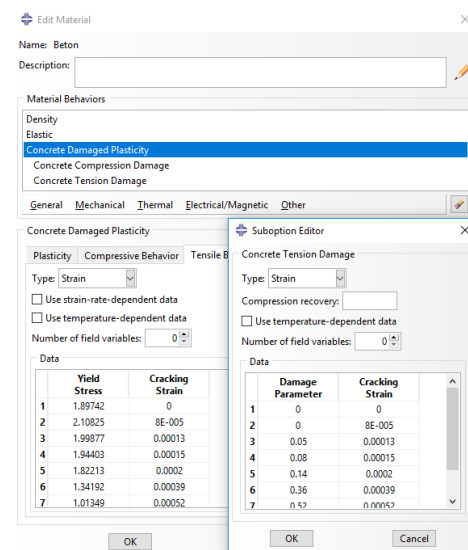 Edit Material
Name: Beton
Description:
Material Behaviors
Density
Elastic
Concrete Damaged Plasticity
Concrete Compression Damage
Concrete Tension Damage
General Mechanical Thermal Electrical/Magnetic Other
Concrete Damaged Plasticity
Plasticity Compressive Behavior Tensile B
Type: Strain
Use strain-rate-dependent data
Use temperature-dependent data
Number of field variables: 0
Data
Yield Stress Cracking Strain
1 1.89742 0
2 2.10825 8E-005
3 1.99877 0.00013
4 1.94403 0.00015
5 1.82213 0.0002
6 1.34192 0.00039
7 1.01349 0.00052
OK
Suboption Editor
Concrete Tension Damage
Type: Strain
Compression recovery:
Use temperature-dependent data
Number of field variables: 0
Data
Damage Parameter Cracking Strain
1 0 0
2 0 8E-005
3 0.05 0.00013
4 0.08 0.00015
5 0.14 0.0002
6 0.36 0.00039
7 0.52 0.00052
OK Cancel